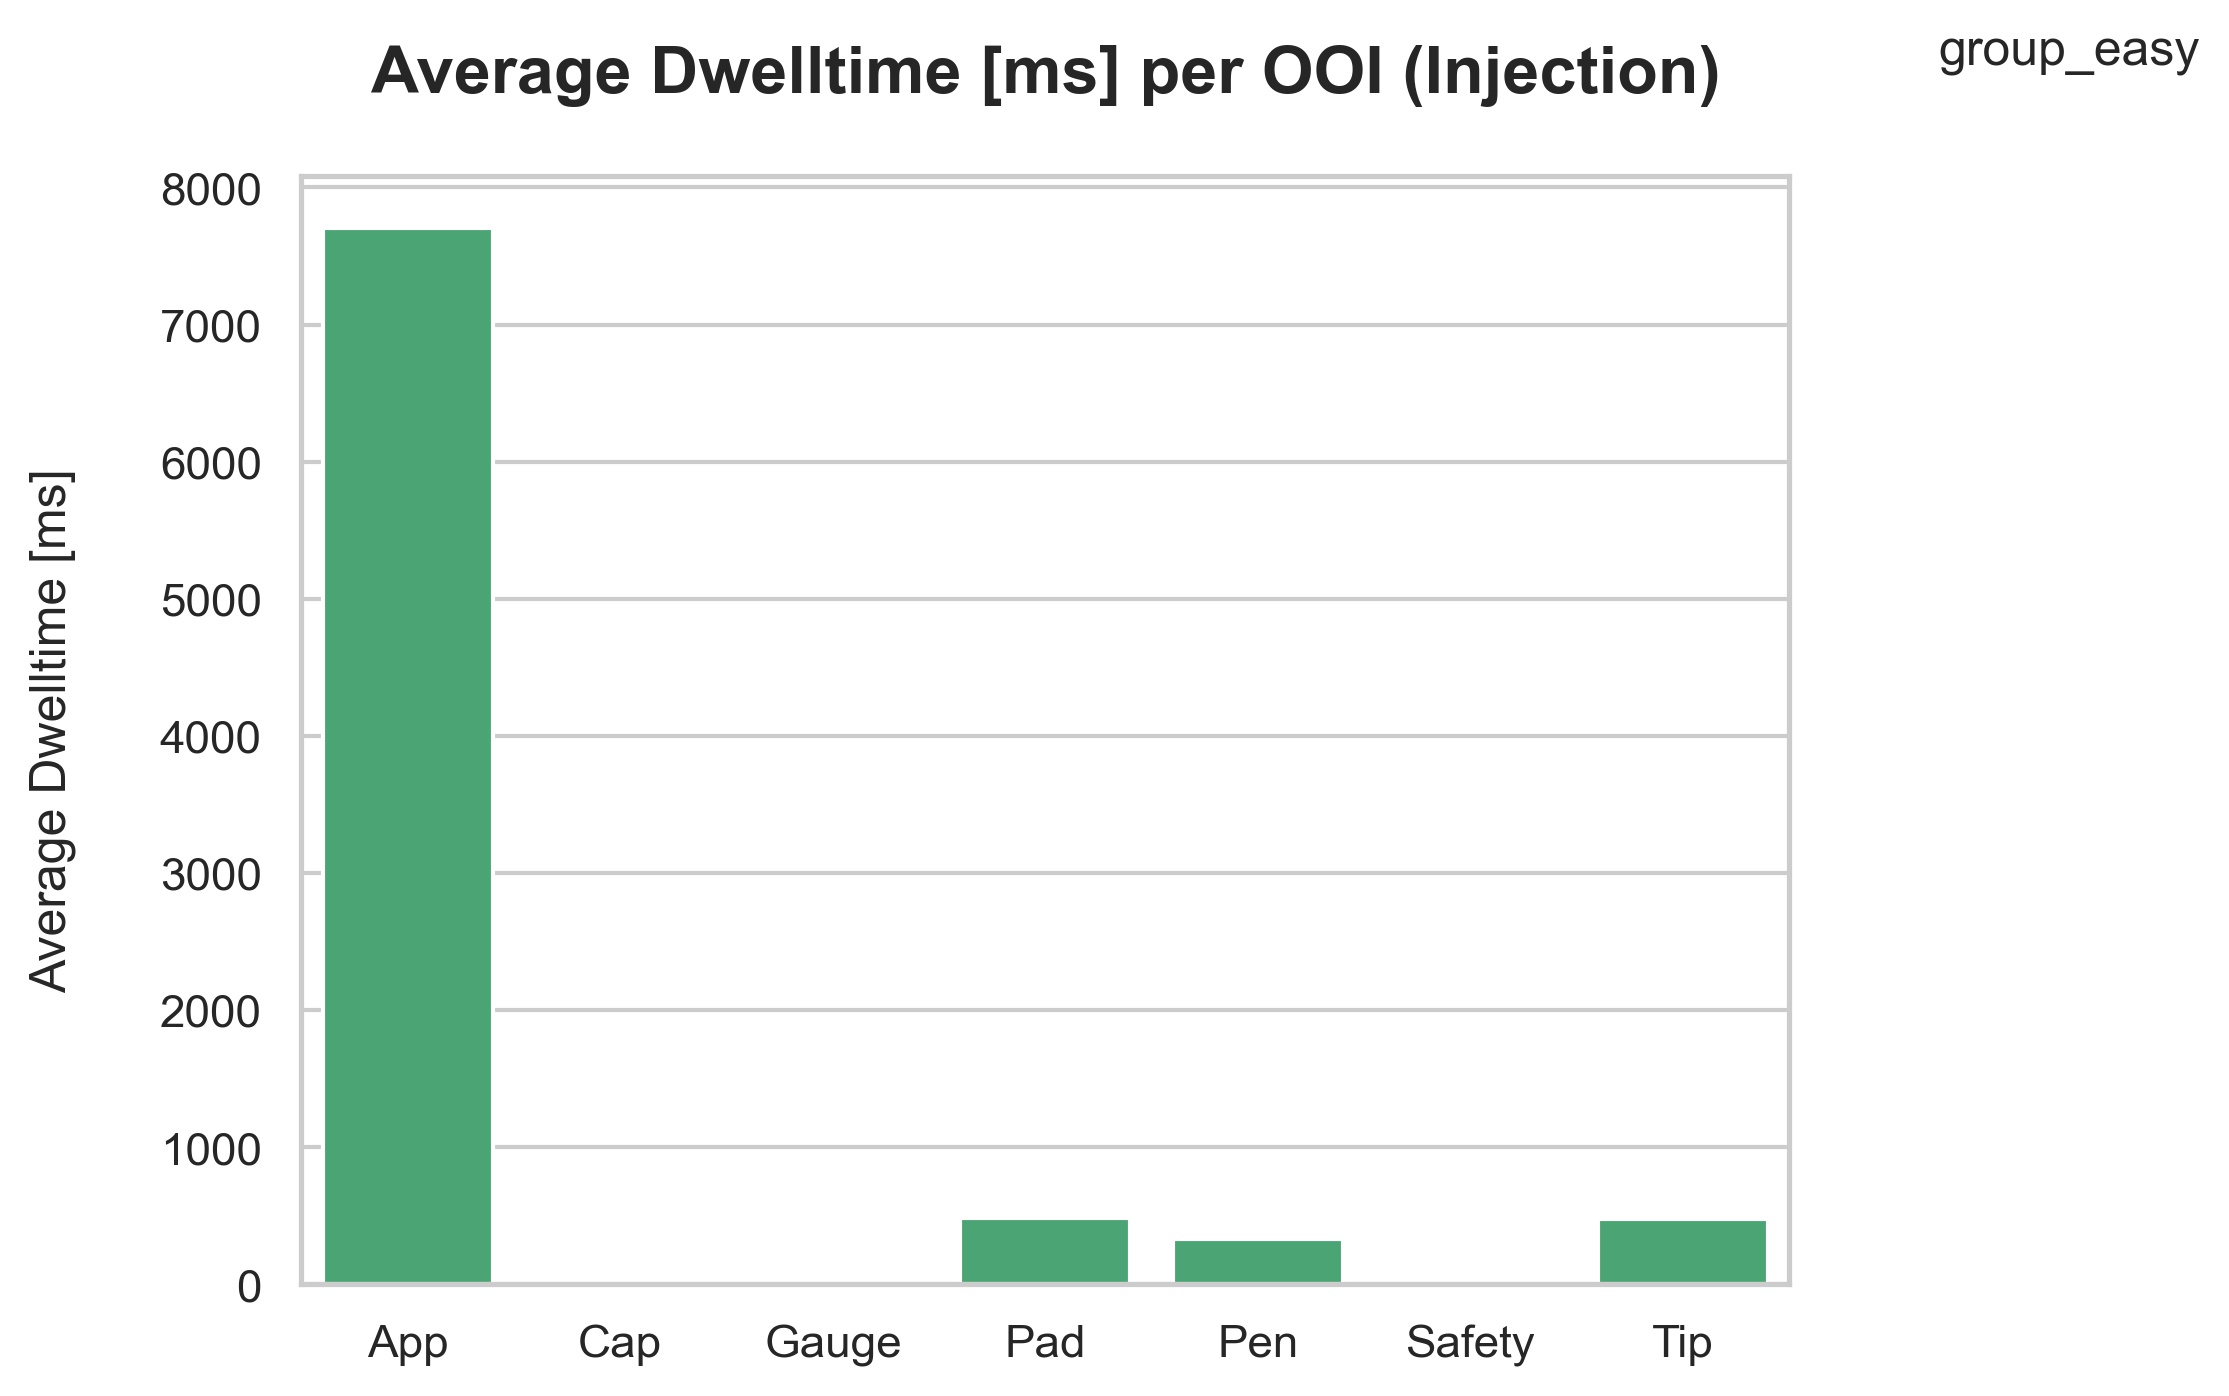 group_easy
Average Dwelltime [ms] per OOI (Injection)
Average Dwelltime [ms]
8000
7000
6000
5000
4000
3000
2000
1000
0
App Cap Gauge Pad Pen Safety Tip